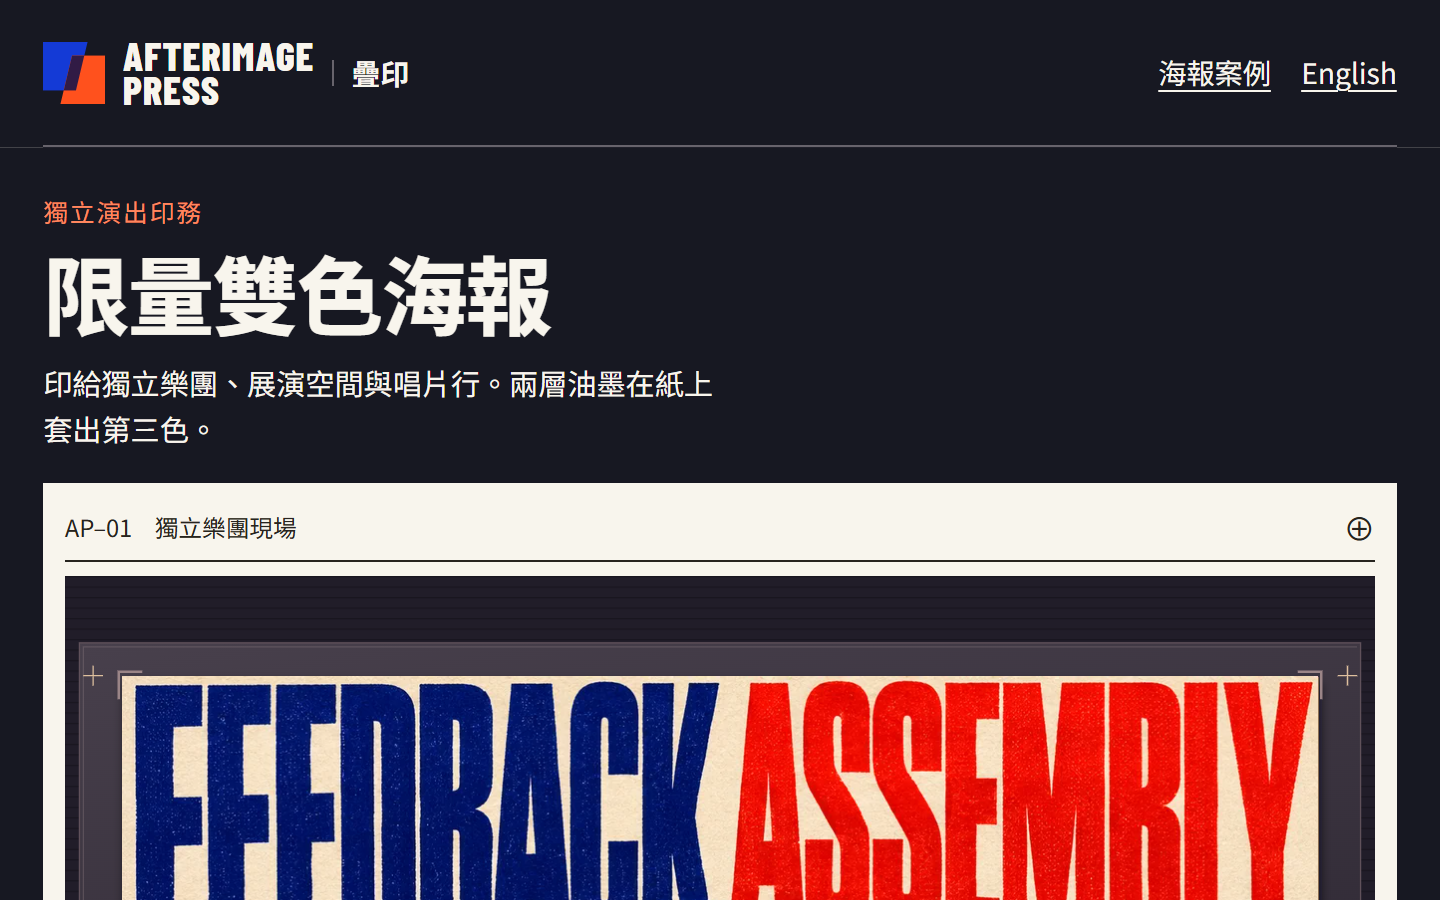 AFTERIMAGE
PRESS
疊印
海報案例
English
獨立演出印務
限量雙色海報
印給獨立樂團、展演空間與唱片行。兩層油墨在紙上
套出第三色。
AP–01 獨立樂團現場
FEEDBACK ASSEMBLY